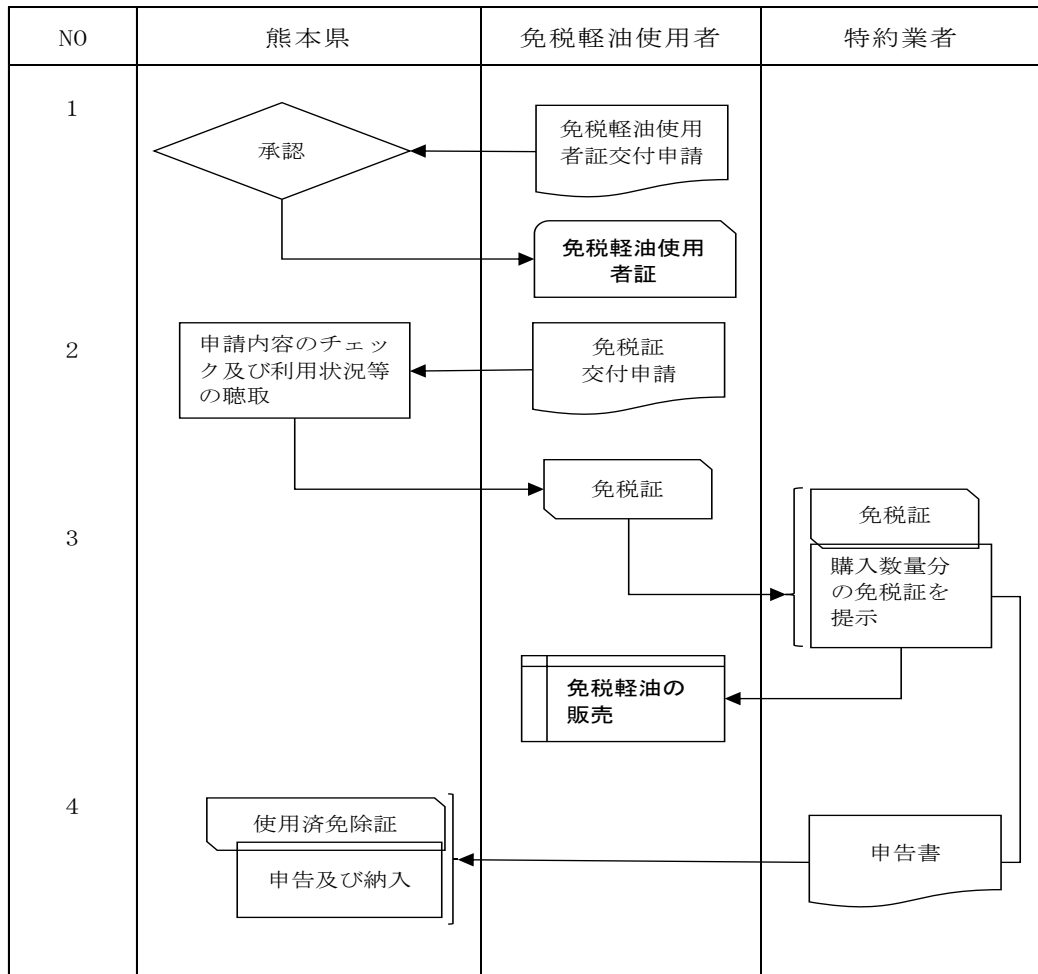 NO
熊本県
免税軽油使用者
特約業者
1
承認
免税軽油使用
者証交付申請
免税軽油使用
者証
2
申請内容のチェッ
ク及び利用状況等
の聴取
免税証
交付申請
免税証
3
免税証
購入数量分
の免税証を
提示
免税軽油の
販売
4
使用済免除証
申告及び納入
申告書